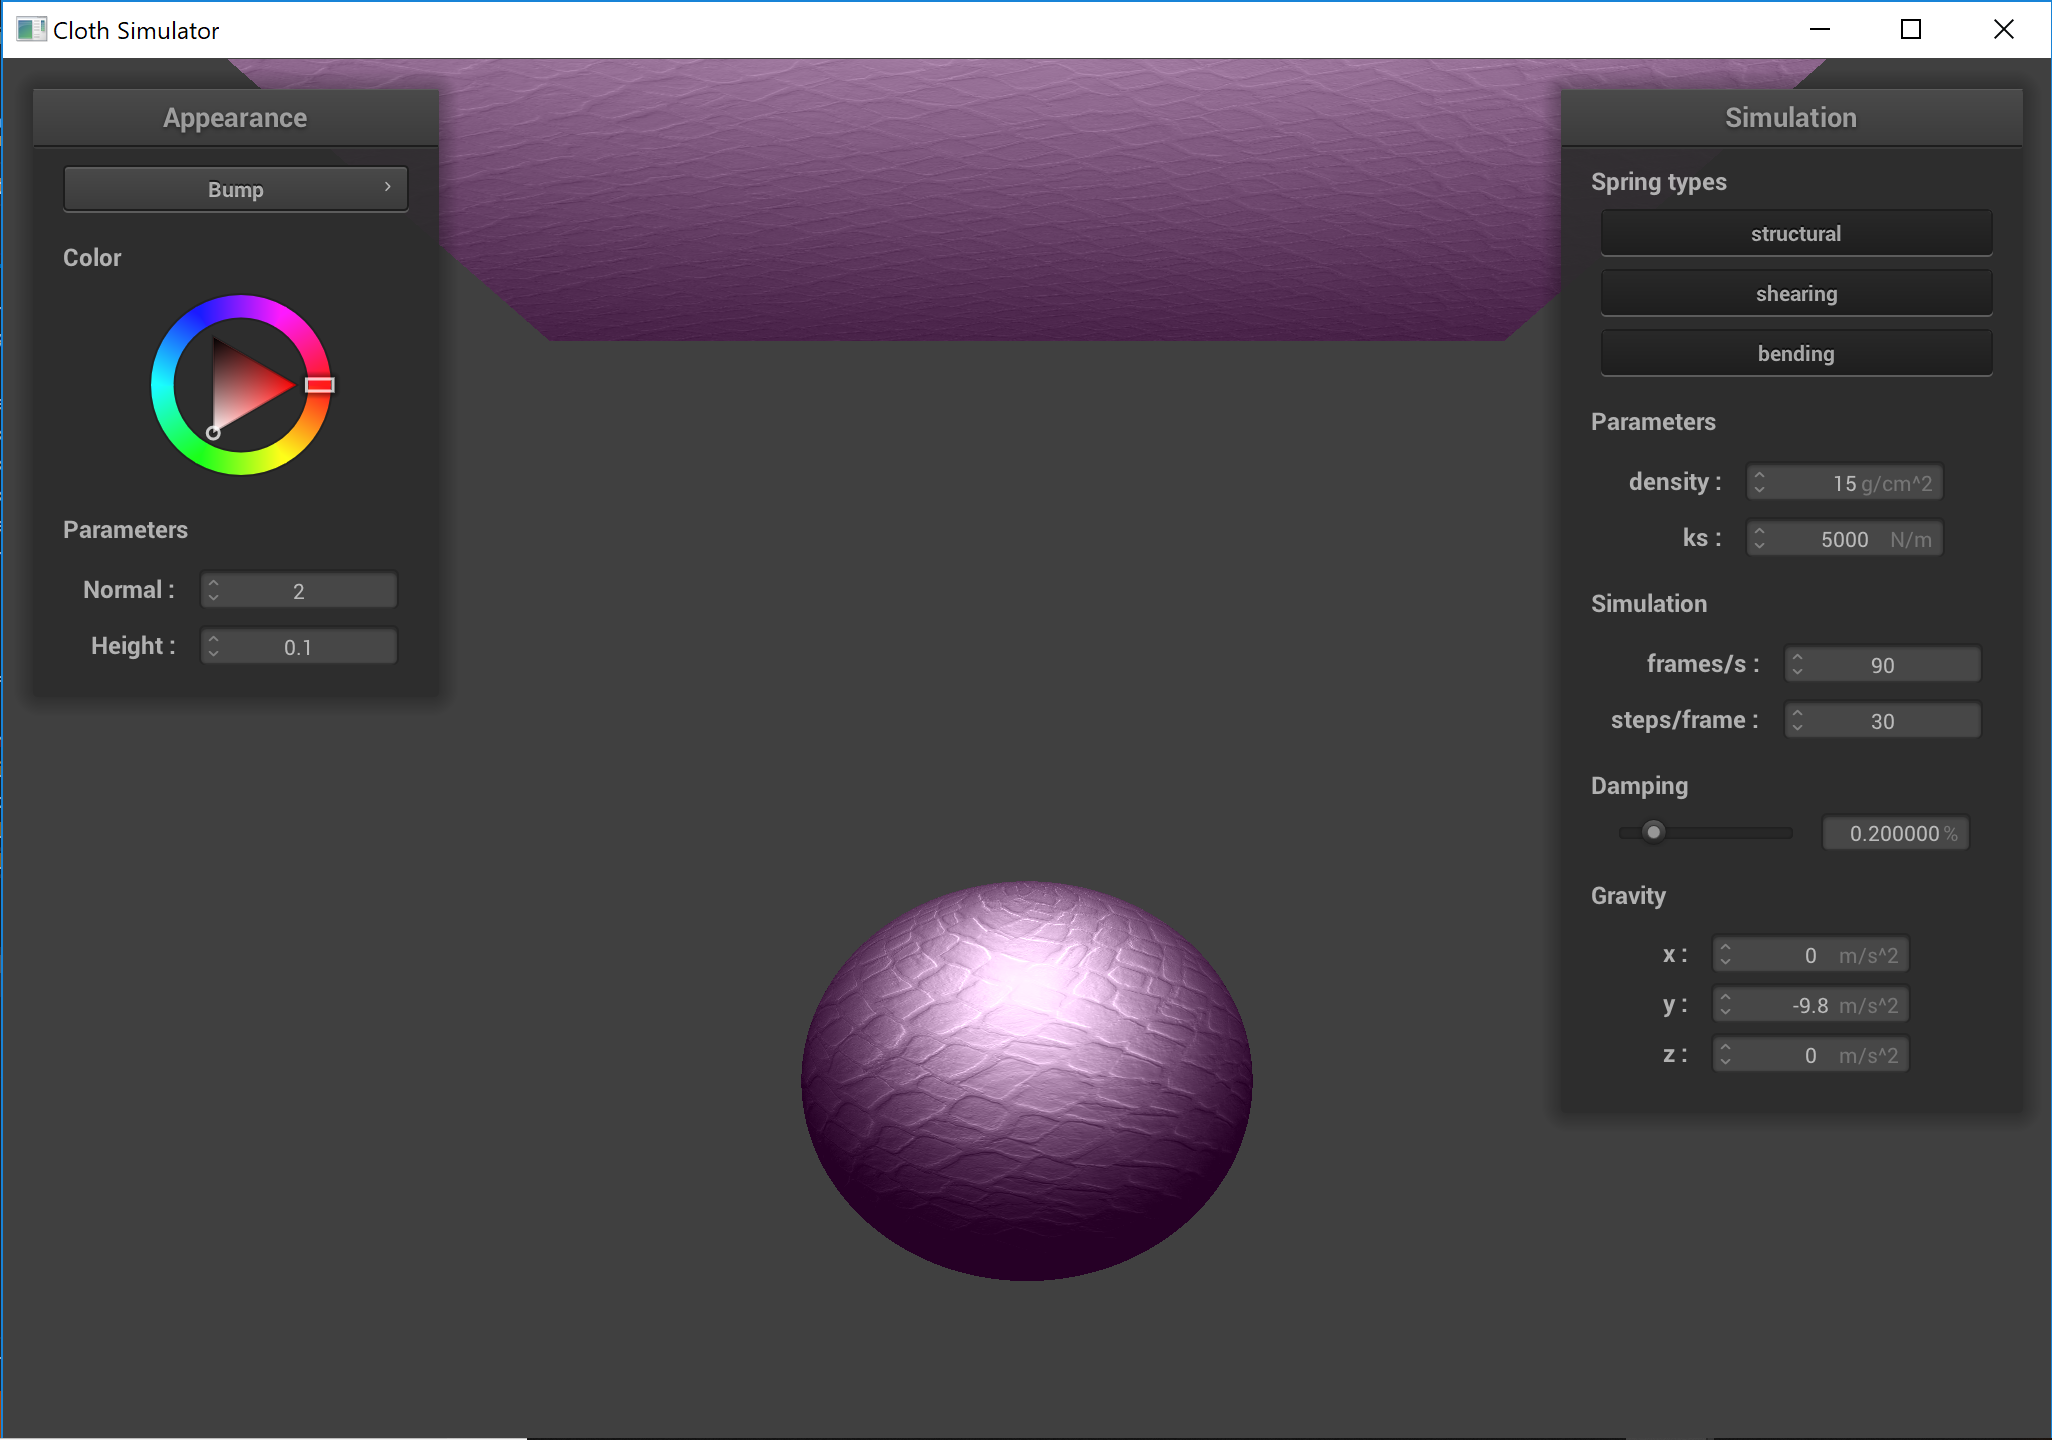 Cloth Simulator
Appearance
Bump
Color
Parameters
Normal : 2
Height : 0.1
Simulation
Spring types
structural
shearing
bending
Parameters
density : 15 g/cm^2
ks : 5000 N/m
Simulation
frames/s : 90
steps/frame : 30
Damping
0.200000 %
Gravity
x : 0 m/s^2
y : -9.8 m/s^2
z : 0 m/s^2